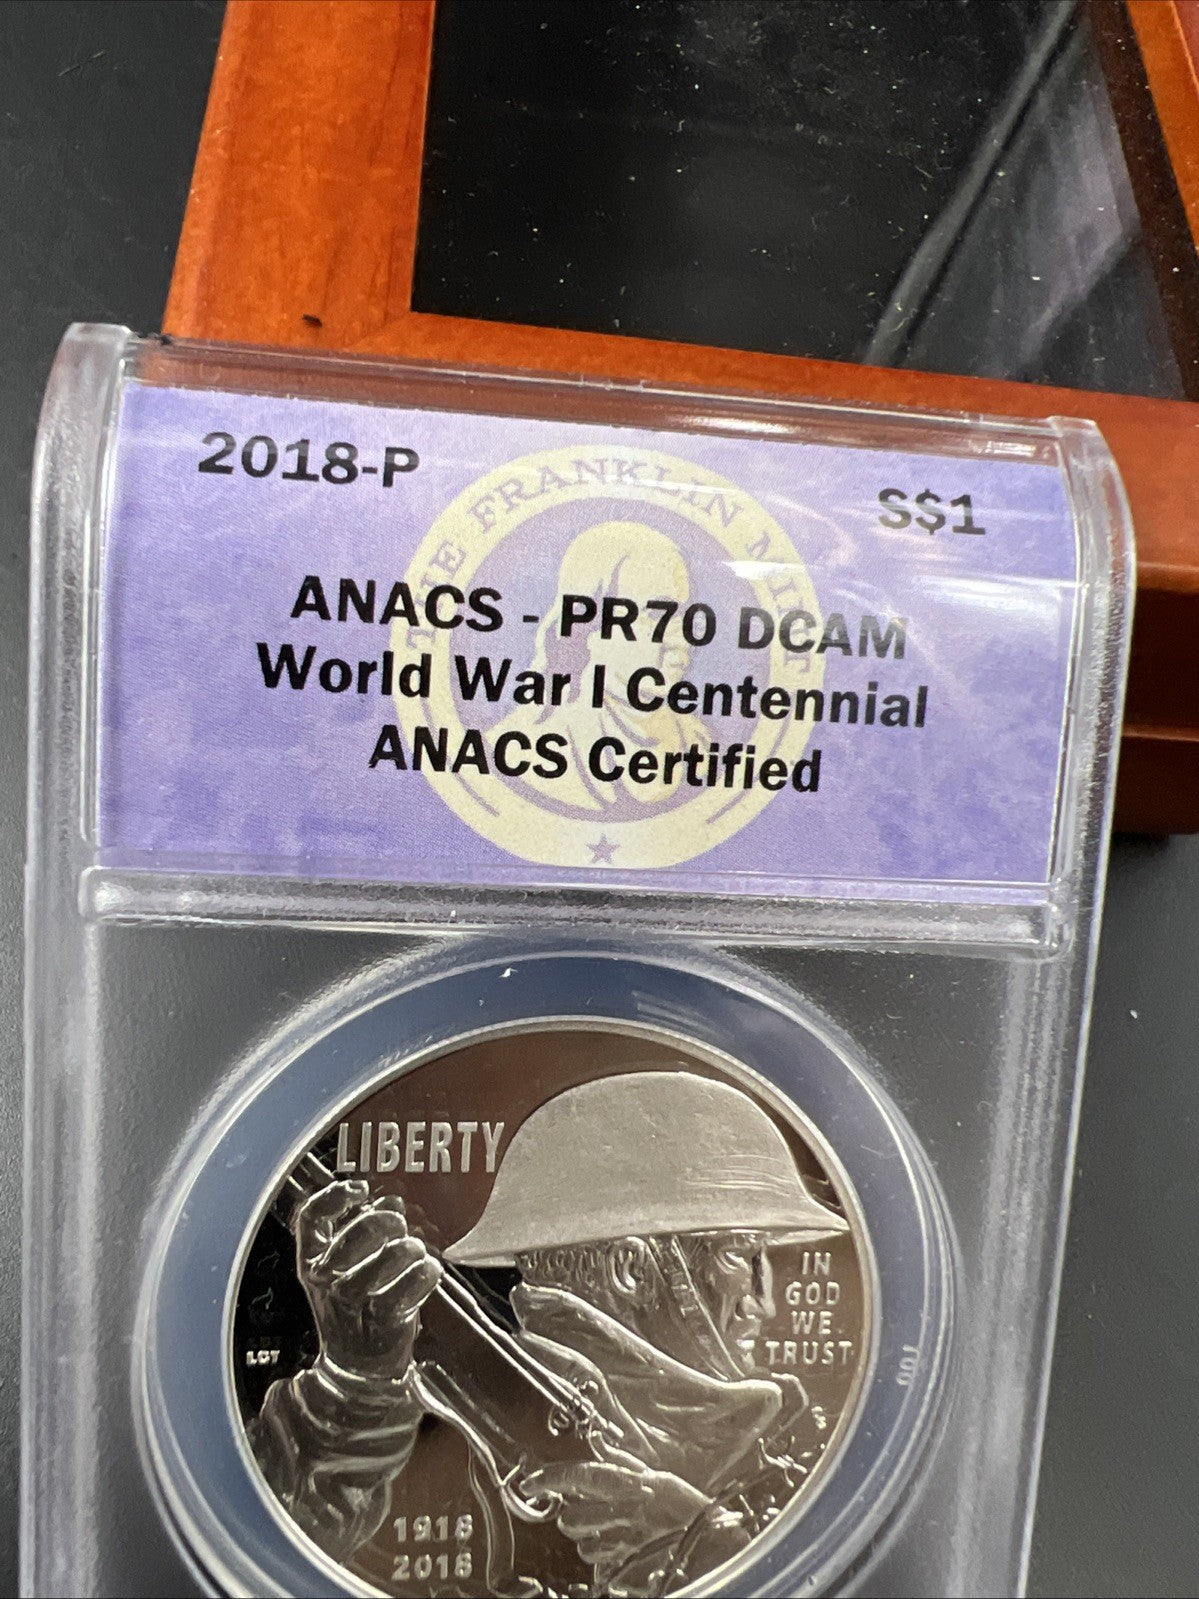 2018-P
S$1
THE FRANKLIN MINT
ANACS - PR70 DCAM
World War I Centennial
ANACS Certified
LIBERTY
IN
GOD
WE
TRUST
LCT
1918
2018